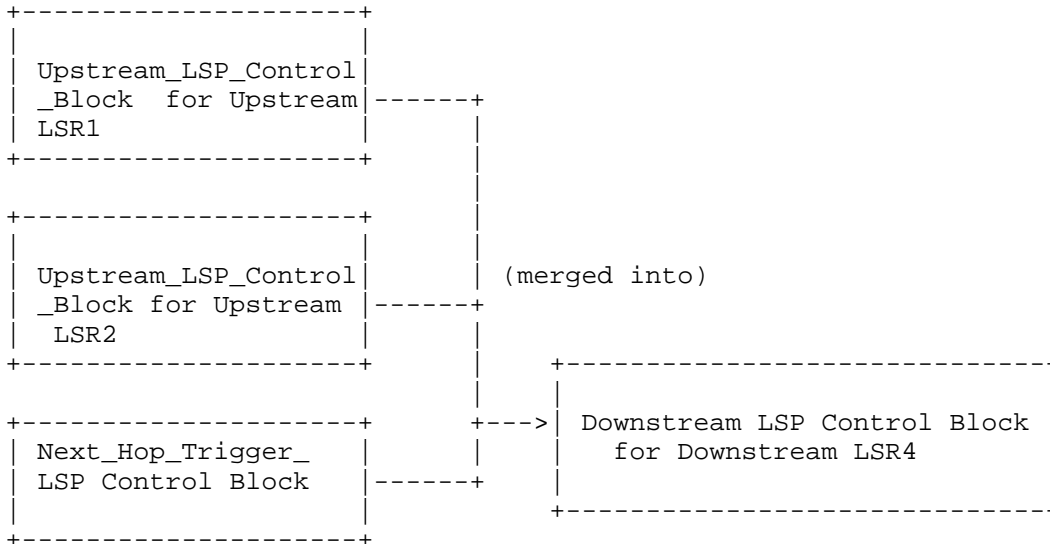 Upstream_LSP_Control
_Block for Upstream
LSR1
Upstream_LSP_Control
_Block for Upstream
LSR2
(merged into)
Next_Hop_Trigger_
LSP Control Block
Downstream LSP Control Block
for Downstream LSR4